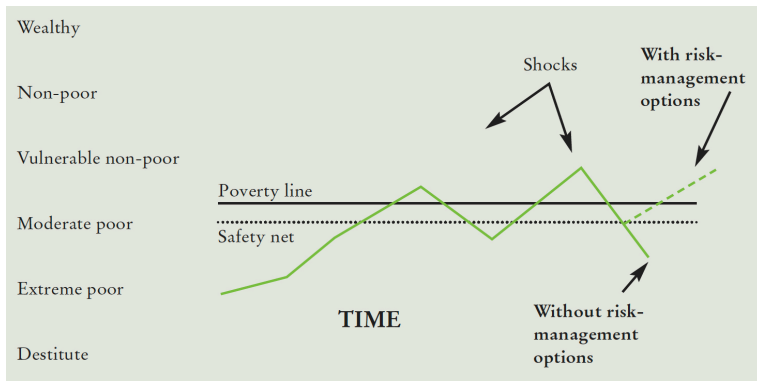 Wealthy
Non-poor
Vulnerable non-poor
Moderate poor
Extreme poor
Destitute
Poverty line
Safety net
TIME
Shocks
With risk-
management
options
Without risk-
management
options